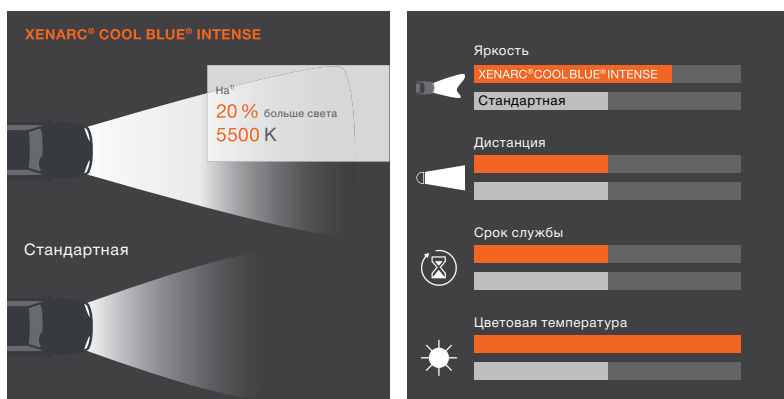 XENARC® COOL BLUE® INTENSE
На¹⁾
20 % больше света
5500 K
Стандартная
Яркость
XENARC® COOL BLUE® INTENSE
Стандартная
Дистанция
Срок службы
Цветовая температура